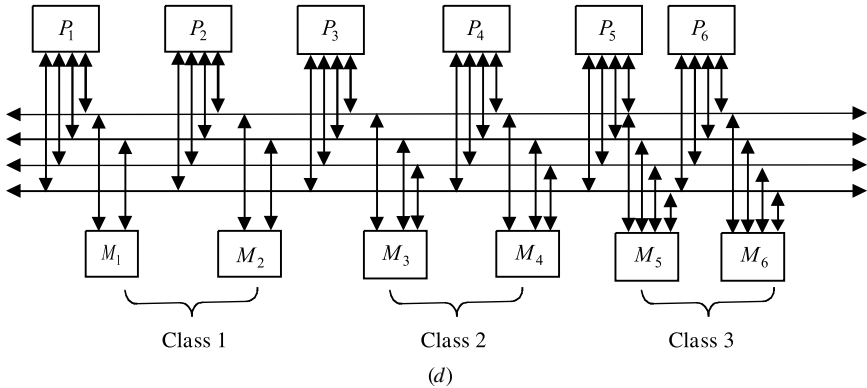 P₁ P₂ P₃ P₄ P₅ P₆
M₁ M₂ M₃ M₄ M₅ M₆
Class 1 Class 2 Class 3
(d)